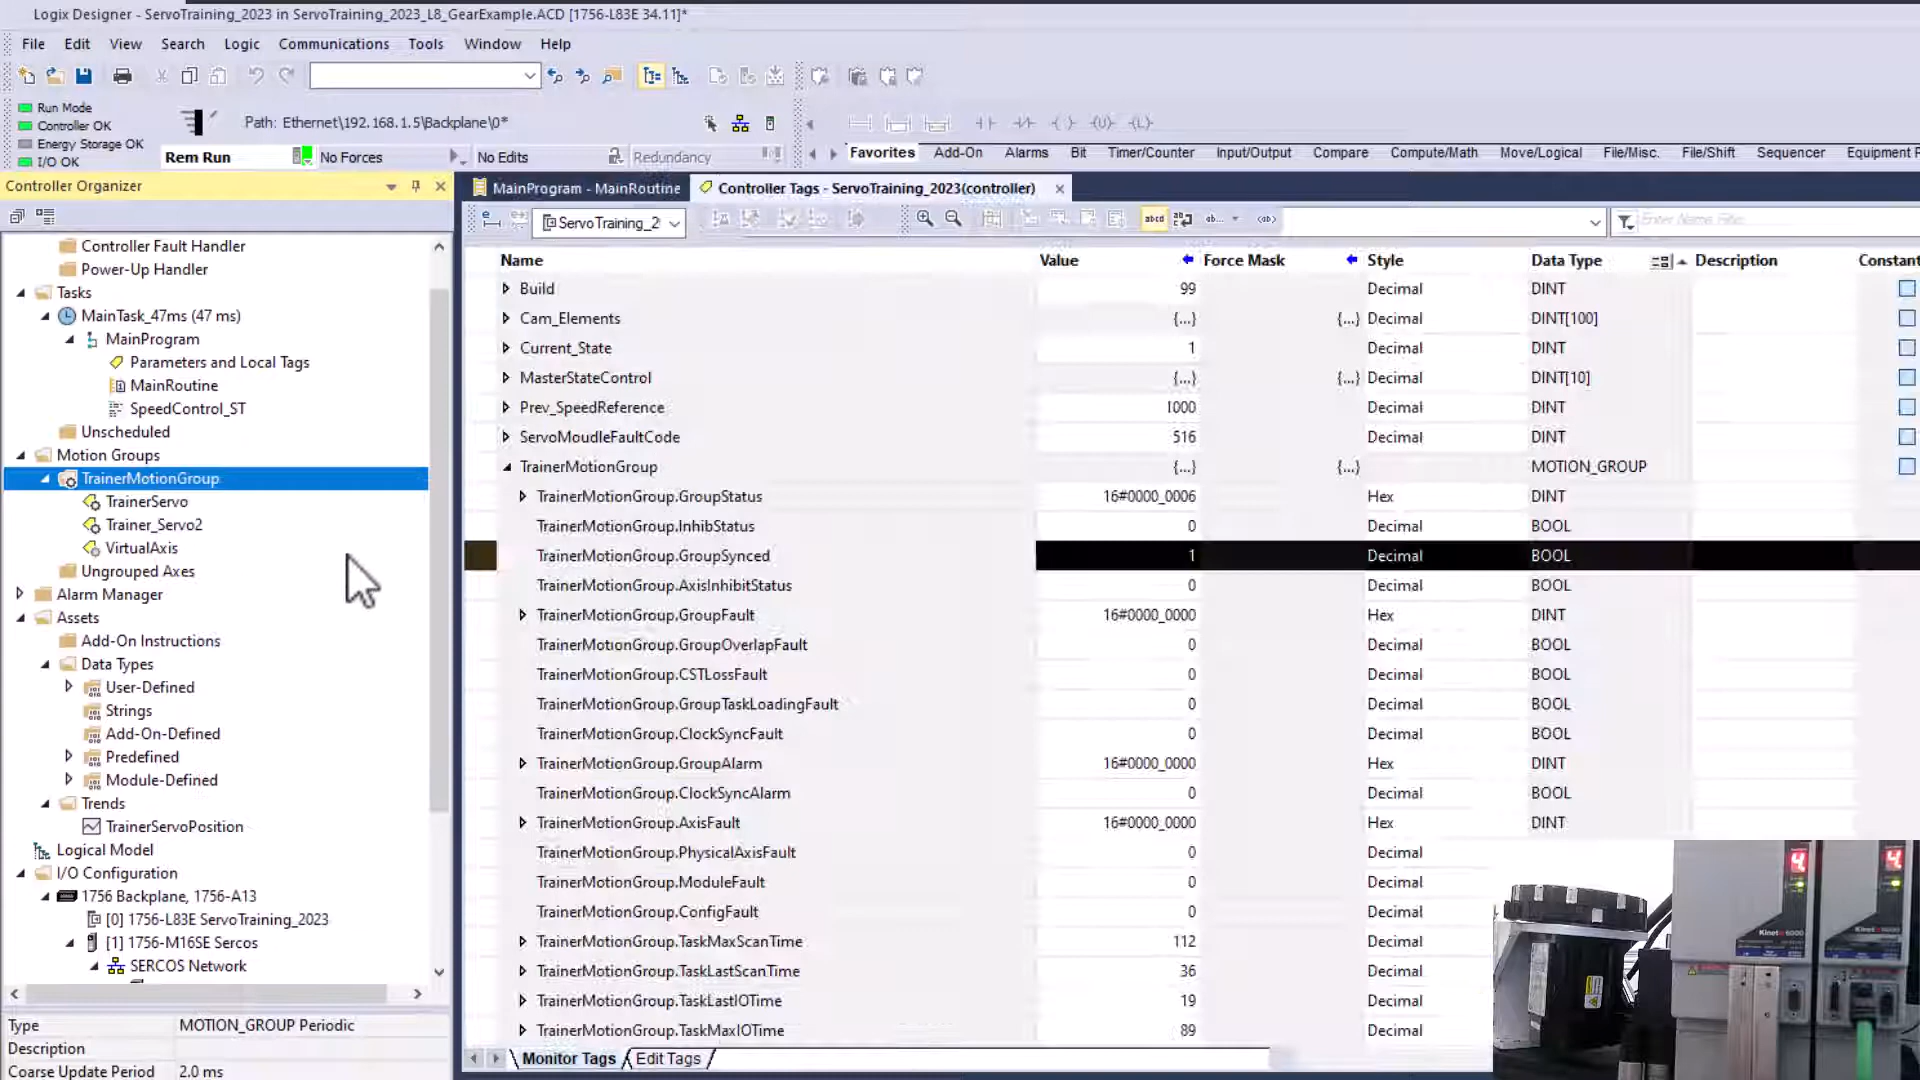 Logix Designer - ServoTraining_2023 in ServoTraining_2023_L8_GearExample.ACD [1756-L83E 34.11]*
File Edit View Search Logic Communications Tools Window Help
Run Mode
Controller OK
Energy Storage OK
I/O OK
Path: Ethernet\192.168.1.5\Backplane\0*
Rem Run No Forces No Edits Redundancy
Favorites Add-On Alarms Bit Timer/Counter Input/Output Compare Compute/Math Move/Logical File/Misc. File/Shift Sequencer Equipment P
Controller Organizer
MainProgram - MainRoutine Controller Tags - ServoTraining_2023(controller)
ServoTraining_2 Enter Name Filter...
Controller Fault Handler
Power-Up Handler
Tasks
MainTask_47ms (47 ms)
MainProgram
Parameters and Local Tags
MainRoutine
SpeedControl_ST
Unscheduled
Motion Groups
TrainerMotionGroup
TrainerServo
Trainer_Servo2
VirtualAxis
Ungrouped Axes
Alarm Manager
Assets
Add-On Instructions
Data Types
User-Defined
Strings
Add-On-Defined
Predefined
Module-Defined
Trends
TrainerServoPosition
Logical Model
I/O Configuration
1756 Backplane, 1756-A13
[0] 1756-L83E ServoTraining_2023
[1] 1756-M16SE Sercos
SERCOS Network
Type MOTION_GROUP Periodic
Description
Coarse Update Period 2.0 ms
Name Value Force Mask Style Data Type Description Constant
Build 99 Decimal DINT
Cam_Elements {...} {...} Decimal DINT[100]
Current_State 1 Decimal DINT
MasterStateControl {...} {...} Decimal DINT[10]
Prev_SpeedReference 1000 Decimal DINT
ServoMoudleFaultCode 516 Decimal DINT
TrainerMotionGroup {...} {...} MOTION_GROUP
TrainerMotionGroup.GroupStatus 16#0000_0006 Hex DINT
TrainerMotionGroup.InhibStatus 0 Decimal BOOL
TrainerMotionGroup.GroupSynced 1 Decimal BOOL
TrainerMotionGroup.AxisInhibitStatus 0 Decimal BOOL
TrainerMotionGroup.GroupFault 16#0000_0000 Hex DINT
TrainerMotionGroup.GroupOverlapFault 0 Decimal BOOL
TrainerMotionGroup.CSTLossFault 0 Decimal BOOL
TrainerMotionGroup.GroupTaskLoadingFault 0 Decimal BOOL
TrainerMotionGroup.ClockSyncFault 0 Decimal BOOL
TrainerMotionGroup.GroupAlarm 16#0000_0000 Hex DINT
TrainerMotionGroup.ClockSyncAlarm 0 Decimal BOOL
TrainerMotionGroup.AxisFault 16#0000_0000 Hex DINT
TrainerMotionGroup.PhysicalAxisFault 0 Decimal
TrainerMotionGroup.ModuleFault 0 Decimal
TrainerMotionGroup.ConfigFault 0 Decimal
TrainerMotionGroup.TaskMaxScanTime 112 Decimal
TrainerMotionGroup.TaskLastScanTime 36 Decimal
TrainerMotionGroup.TaskLastIOTime 19 Decimal
TrainerMotionGroup.TaskMaxIOTime 89 Decimal
Monitor Tags Edit Tags
4 4